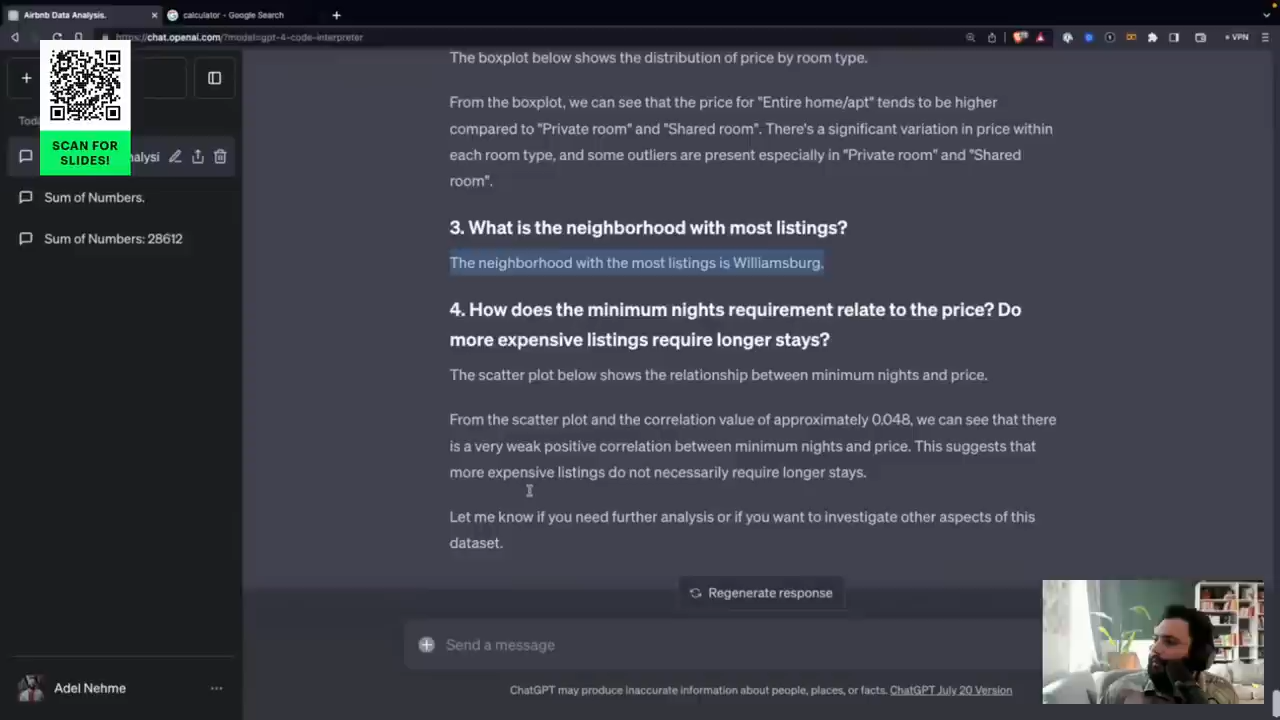 Airbnb Data Analysis.
calculator - Google Search
https://chat.openai.com/?model=gpt-4-code-interpreter
VPN
SCAN FOR
SLIDES!
Sum of Numbers.
Sum of Numbers: 28612
Adel Nehme
The boxplot below shows the distribution of price by room type.
From the boxplot, we can see that the price for "Entire home/apt" tends to be higher
compared to "Private room" and "Shared room". There's a significant variation in price within
each room type, and some outliers are present especially in "Private room" and "Shared
room".
3. What is the neighborhood with most listings?
The neighborhood with the most listings is Williamsburg.
4. How does the minimum nights requirement relate to the price? Do
more expensive listings require longer stays?
The scatter plot below shows the relationship between minimum nights and price.
From the scatter plot and the correlation value of approximately 0.048, we can see that there
is a very weak positive correlation between minimum nights and price. This suggests that
more expensive listings do not necessarily require longer stays.
Let me know if you need further analysis or if you want to investigate other aspects of this
dataset.
Regenerate response
Send a message
ChatGPT may produce inaccurate information about people, places, or facts. ChatGPT July 20 Version